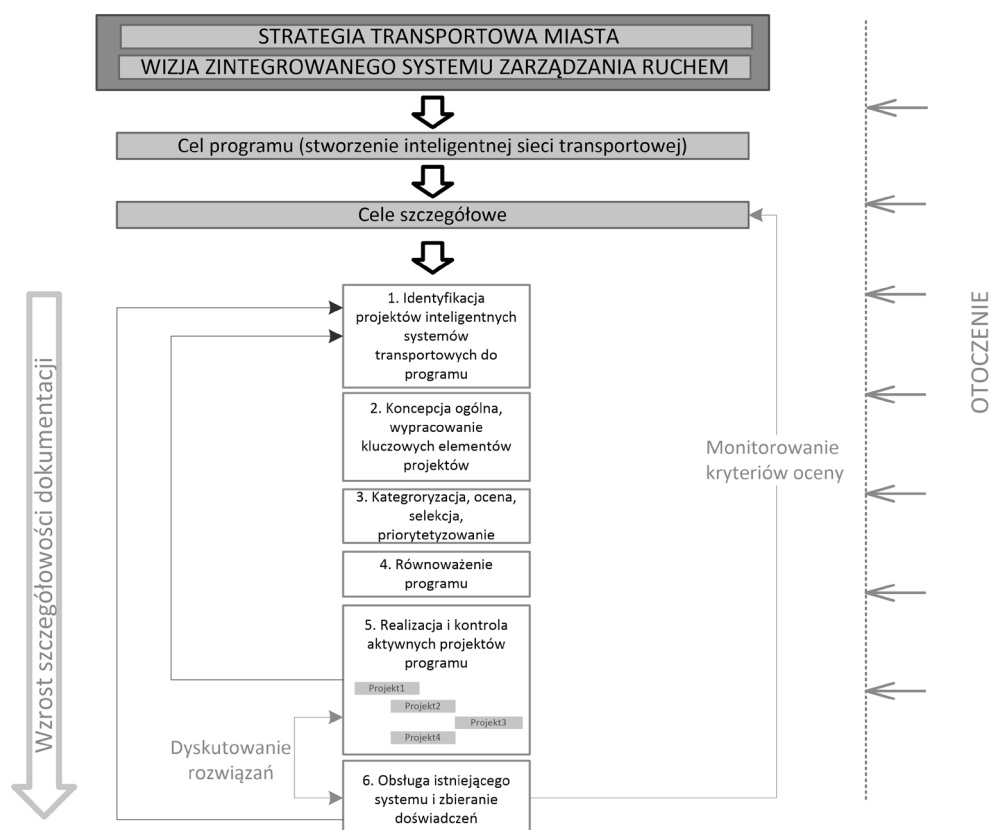 STRATEGIA TRANSPORTOWA MIASTA
WIZJA ZINTEGROWANEGO SYSTEMU ZARZĄDZANIA RUCHEM
Cel programu (stworzenie inteligentnej sieci transportowej)
Cele szczegółowe
1. Identyfikacja
projektów inteligentnych
systemów
transportowych do
programu
2. Koncepcja ogólna,
wypracowanie
kluczowych elementów
projektów
3. Kategroryzacja, ocena,
selekcja,
priorytetyzowanie
4. Równoważenie
programu
5. Realizacja i kontrola
aktywnych projektów
programu
Projekt1
Projekt2
Projekt3
Projekt4
6. Obsługa istniejącego
systemu i zbieranie
doświadczeń
Wzrost szczegółowości dokumentacji
Dyskutowanie
rozwiązań
Monitorowanie
kryteriów oceny
OTOCZENIE